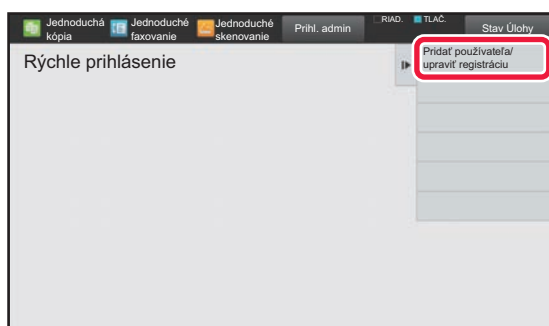 Jednoduchá
kópia
Jednoduché
faxovanie
Jednoduché
skenovanie
Prihl. admin
RIAD.
TLAČ.
Stav Úlohy
Rýchle prihlásenie
Pridať používateľa/
upraviť registráciu